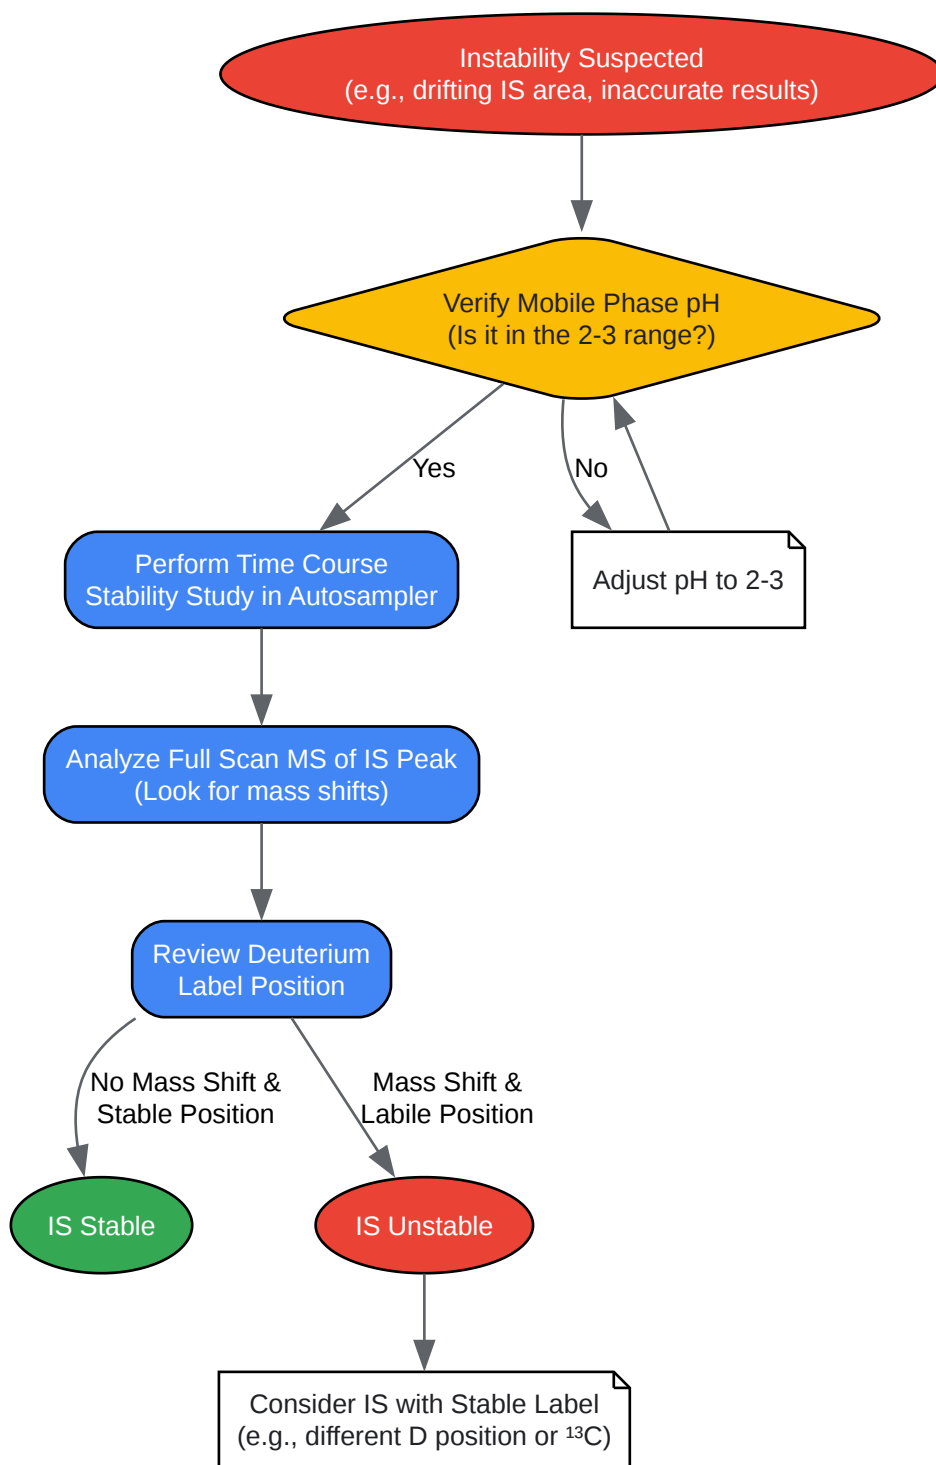 Instability Suspected
(e.g., drifting IS area, inaccurate results)
Verify Mobile Phase pH
(Is it in the 2-3 range?)
Yes
No
Perform Time Course
Stability Study in Autosampler
Adjust pH to 2-3
Analyze Full Scan MS of IS Peak
(Look for mass shifts)
Review Deuterium
Label Position
No Mass Shift &
Stable Position
Mass Shift &
Labile Position
IS Stable
IS Unstable
Consider IS with Stable Label
(e.g., different D position or ¹³C)